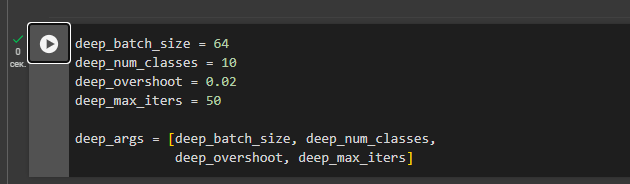 0
сек.
deep_batch_size = 64
deep_num_classes = 10
deep_overshoot = 0.02
deep_max_iters = 50
deep_args = [deep_batch_size, deep_num_classes,
deep_overshoot, deep_max_iters]